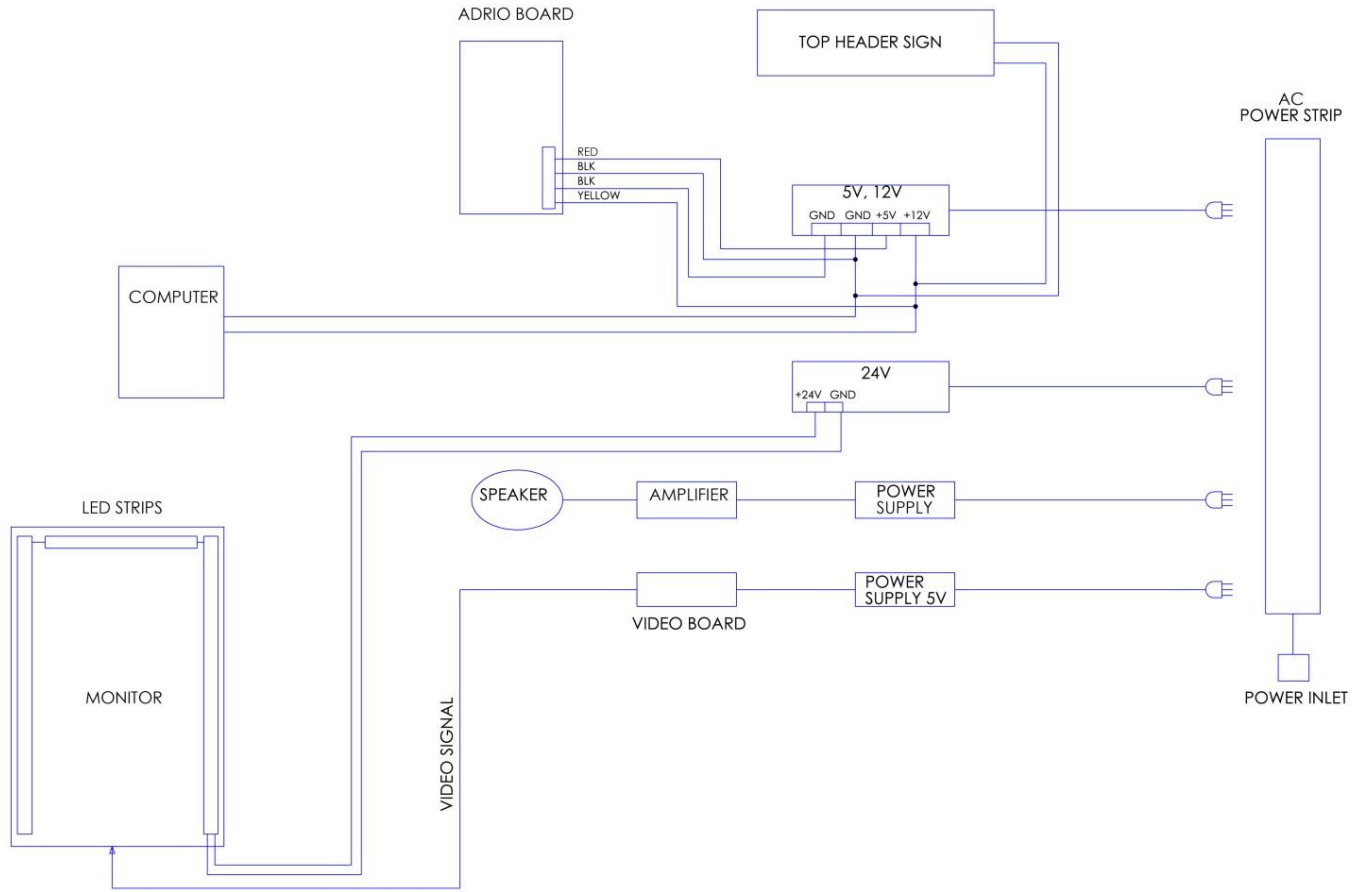 ADRIO BOARD
TOP HEADER SIGN
AC
POWER STRIP
RED
BLK
BLK
YELLOW
5V, 12V
GND GND +5V +12V
COMPUTER
24V
+24V GND
SPEAKER
AMPLIFIER
POWER
SUPPLY
LED STRIPS
POWER
SUPPLY 5V
VIDEO BOARD
MONITOR
VIDEO SIGNAL
POWER INLET